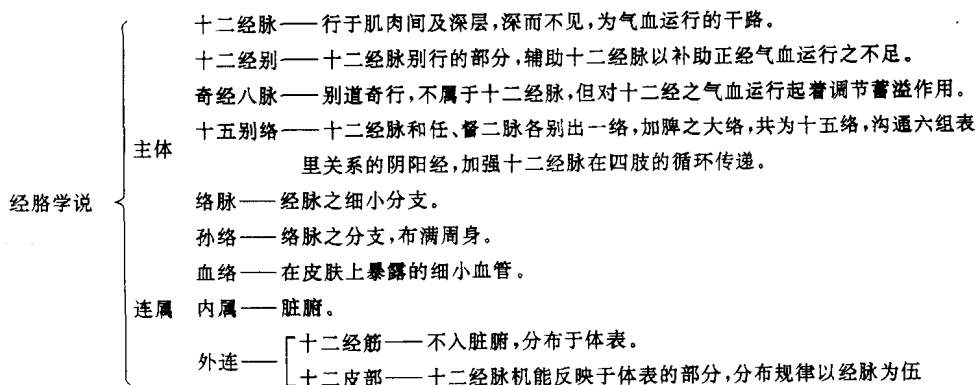 十二经脉——行于肌肉间及深层,深而不见,为气血运行的干路。
十二经别——十二经脉别行的部分,辅助十二经脉以补助正经气血运行之不足。
奇经八脉——别道奇行,不属于十二经脉,但对十二经之气血运行起着调节蓄溢作用。
十五别络——十二经脉和任、督二脉各别出一络,加脾之大络,共为十五络,沟通六组表
主体
里关系的阴阳经,加强十二经脉在四肢的循环传递。
经胳学说
络脉——经脉之细小分支。
孙络——络脉之分支,布满周身。
血络——在皮肤上暴露的细小血管。
连属 内属——脏腑。
外连——
十二经筋——不入脏腑,分布于体表。
十二皮部——十二经脉机能反映于体表的部分,分布规律以经脉为伍